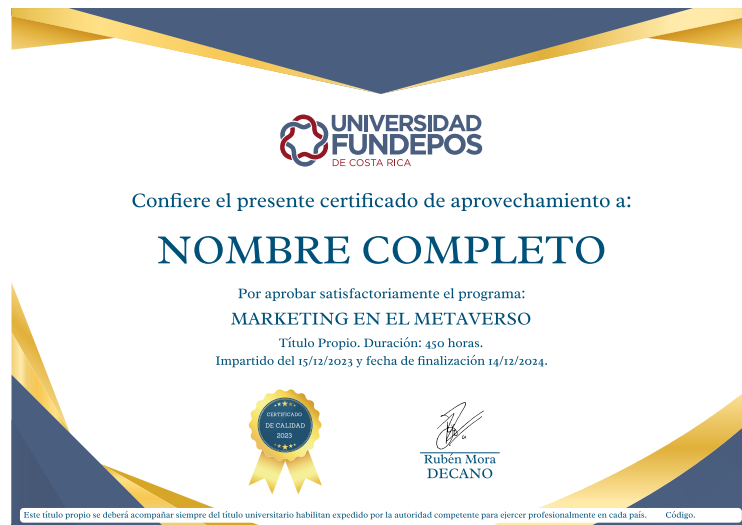 UNIVERSIDAD
FUNDEPOS
DE COSTA RICA
Confiere el presente certificado de aprovechamiento a:
NOMBRE COMPLETO
Por aprobar satisfactoriamente el programa:
MARKETING EN EL METAVERSO
Título Propio. Duración: 450 horas.
Impartido del 15/12/2023 y fecha de finalización 14/12/2024.
CERTIFICADO
DE CALIDAD
2023
Rubén Mora
DECANO
Este título propio se deberá acompañar siempre del título universitario habilitan expedido por la autoridad competente para ejercer profesionalmente en cada país. Código.